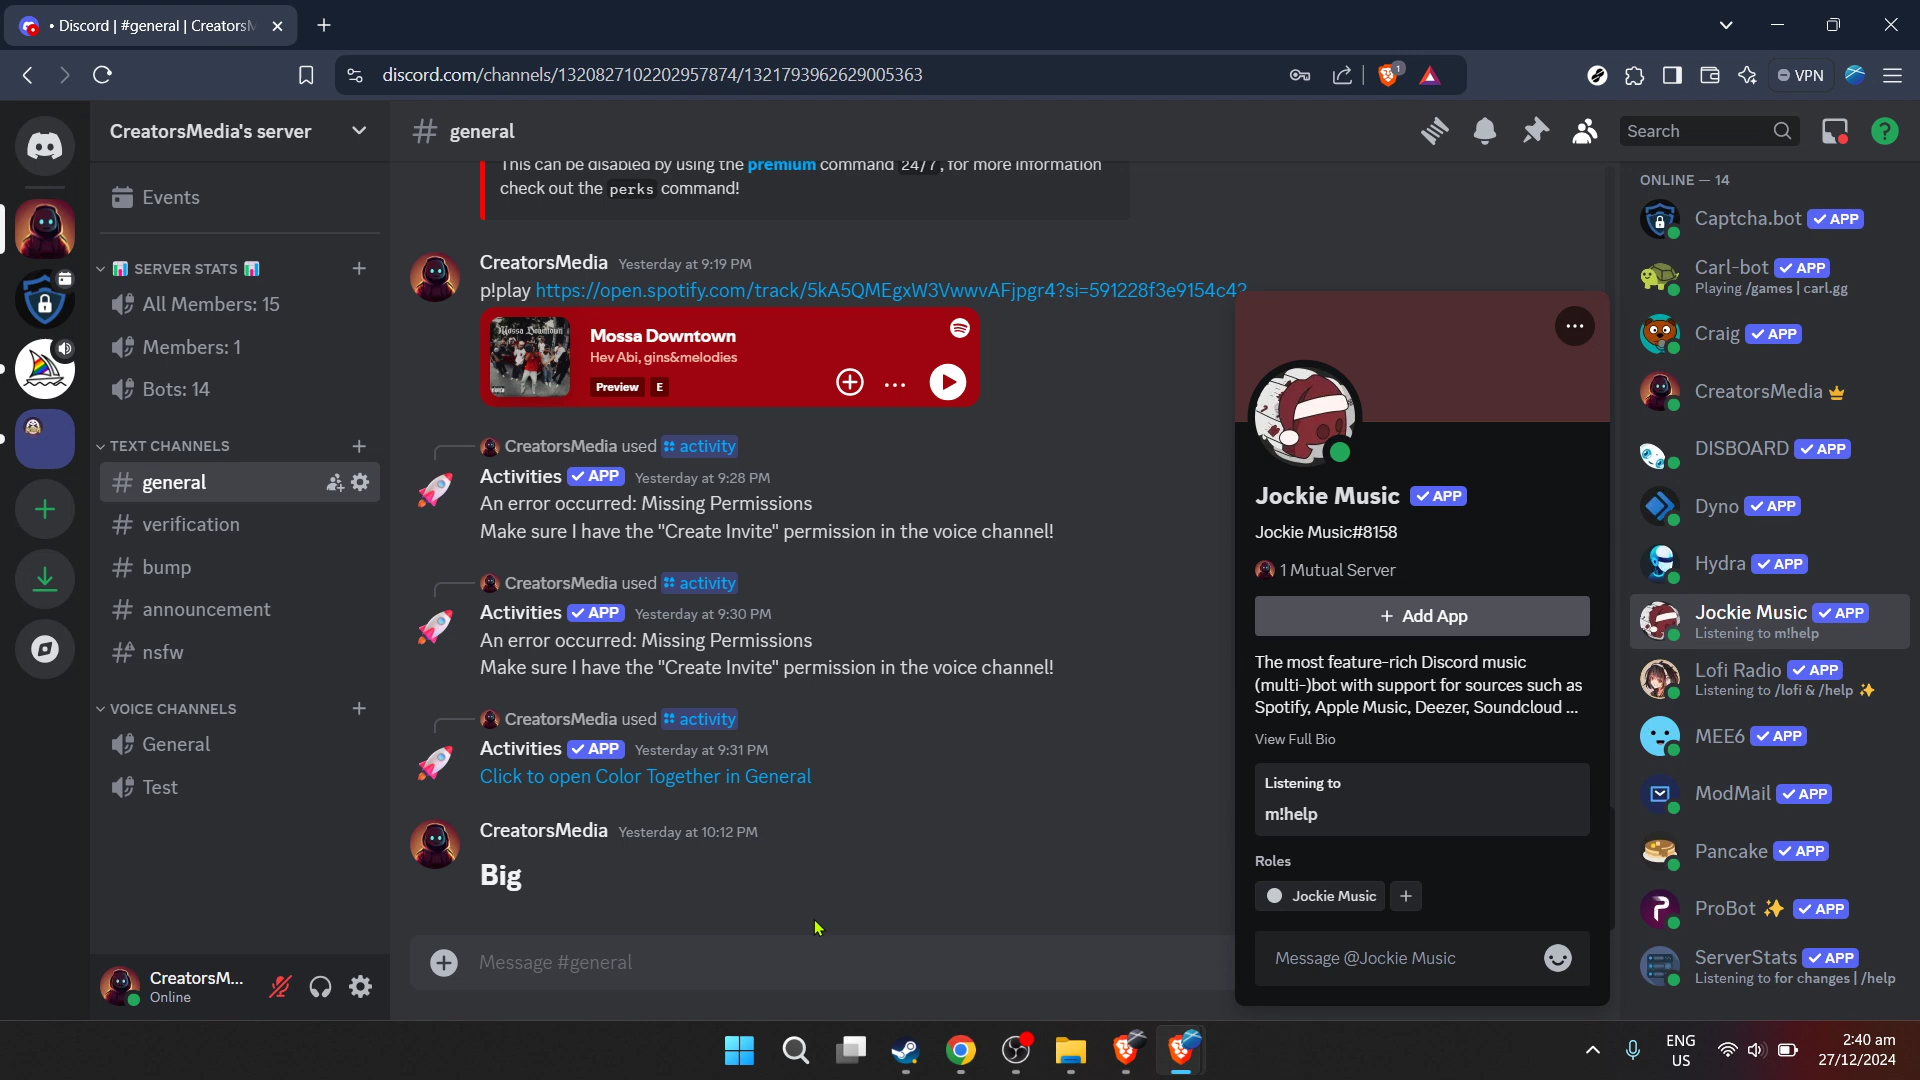 • Discord | #general | CreatorsM
discord.com/channels/1320827102202957874/1321793962629005363
1
VPN
CreatorsMedia's server
Events
SERVER STATS
All Members: 15
Members: 1
Bots: 14
TEXT CHANNELS
general
verification
bump
announcement
nsfw
VOICE CHANNELS
General
Test
CreatorsM...
Online
general
Search
This can be disabled by using the premium command 24/7, for more information
check out the perks command!
CreatorsMedia Yesterday at 9:19 PM
p!play https://open.spotify.com/track/5kA5QMEgxW3VwwvAFjpgr4?si=591228f3e9154c4?
Mossa Downtown
Mossa Downtown
Hev Abi, gins&melodies
Preview E
CreatorsMedia used activity
Activities APP Yesterday at 9:28 PM
An error occurred: Missing Permissions
Make sure I have the "Create Invite" permission in the voice channel!
CreatorsMedia used activity
Activities APP Yesterday at 9:30 PM
An error occurred: Missing Permissions
Make sure I have the "Create Invite" permission in the voice channel!
CreatorsMedia used activity
Activities APP Yesterday at 9:31 PM
Click to open Color Together in General
CreatorsMedia Yesterday at 10:12 PM
Big
Message #general
Jockie Music APP
Jockie Music#8158
1 Mutual Server
Add App
The most feature-rich Discord music
(multi-)bot with support for sources such as
Spotify, Apple Music, Deezer, Soundcloud ...
View Full Bio
Listening to
m!help
Roles
Jockie Music
Message @Jockie Music
ONLINE — 14
Captcha.bot APP
Carl-bot APP
Playing /games | carl.gg
Craig APP
CreatorsMedia
DISBOARD APP
Dyno APP
Hydra APP
Jockie Music APP
Listening to m!help
Lofi Radio APP
Listening to /lofi & /help
MEE6 APP
ModMail APP
Pancake APP
ProBot APP
ServerStats APP
Listening to for changes | /help
ENG
US
2:40 am
27/12/2024